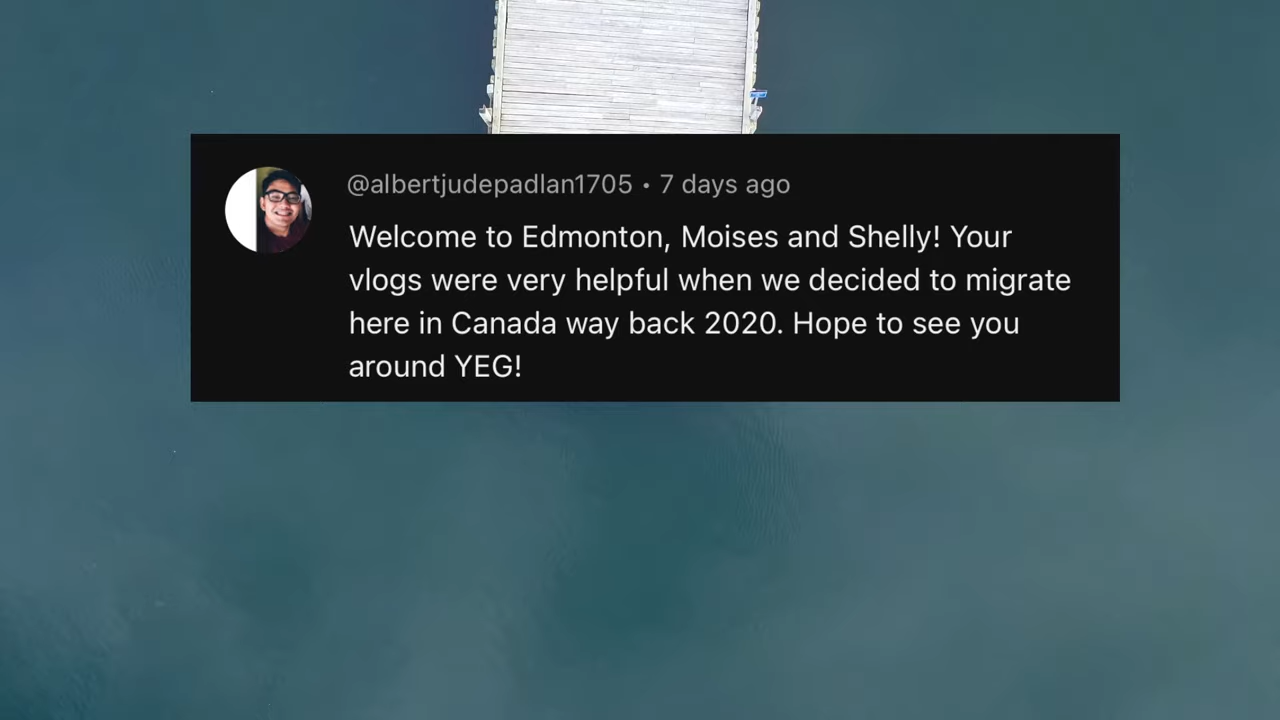 @albertjudepadlan1705 • 7 days ago
Welcome to Edmonton, Moises and Shelly! Your
vlogs were very helpful when we decided to migrate
here in Canada way back 2020. Hope to see you
around YEG!